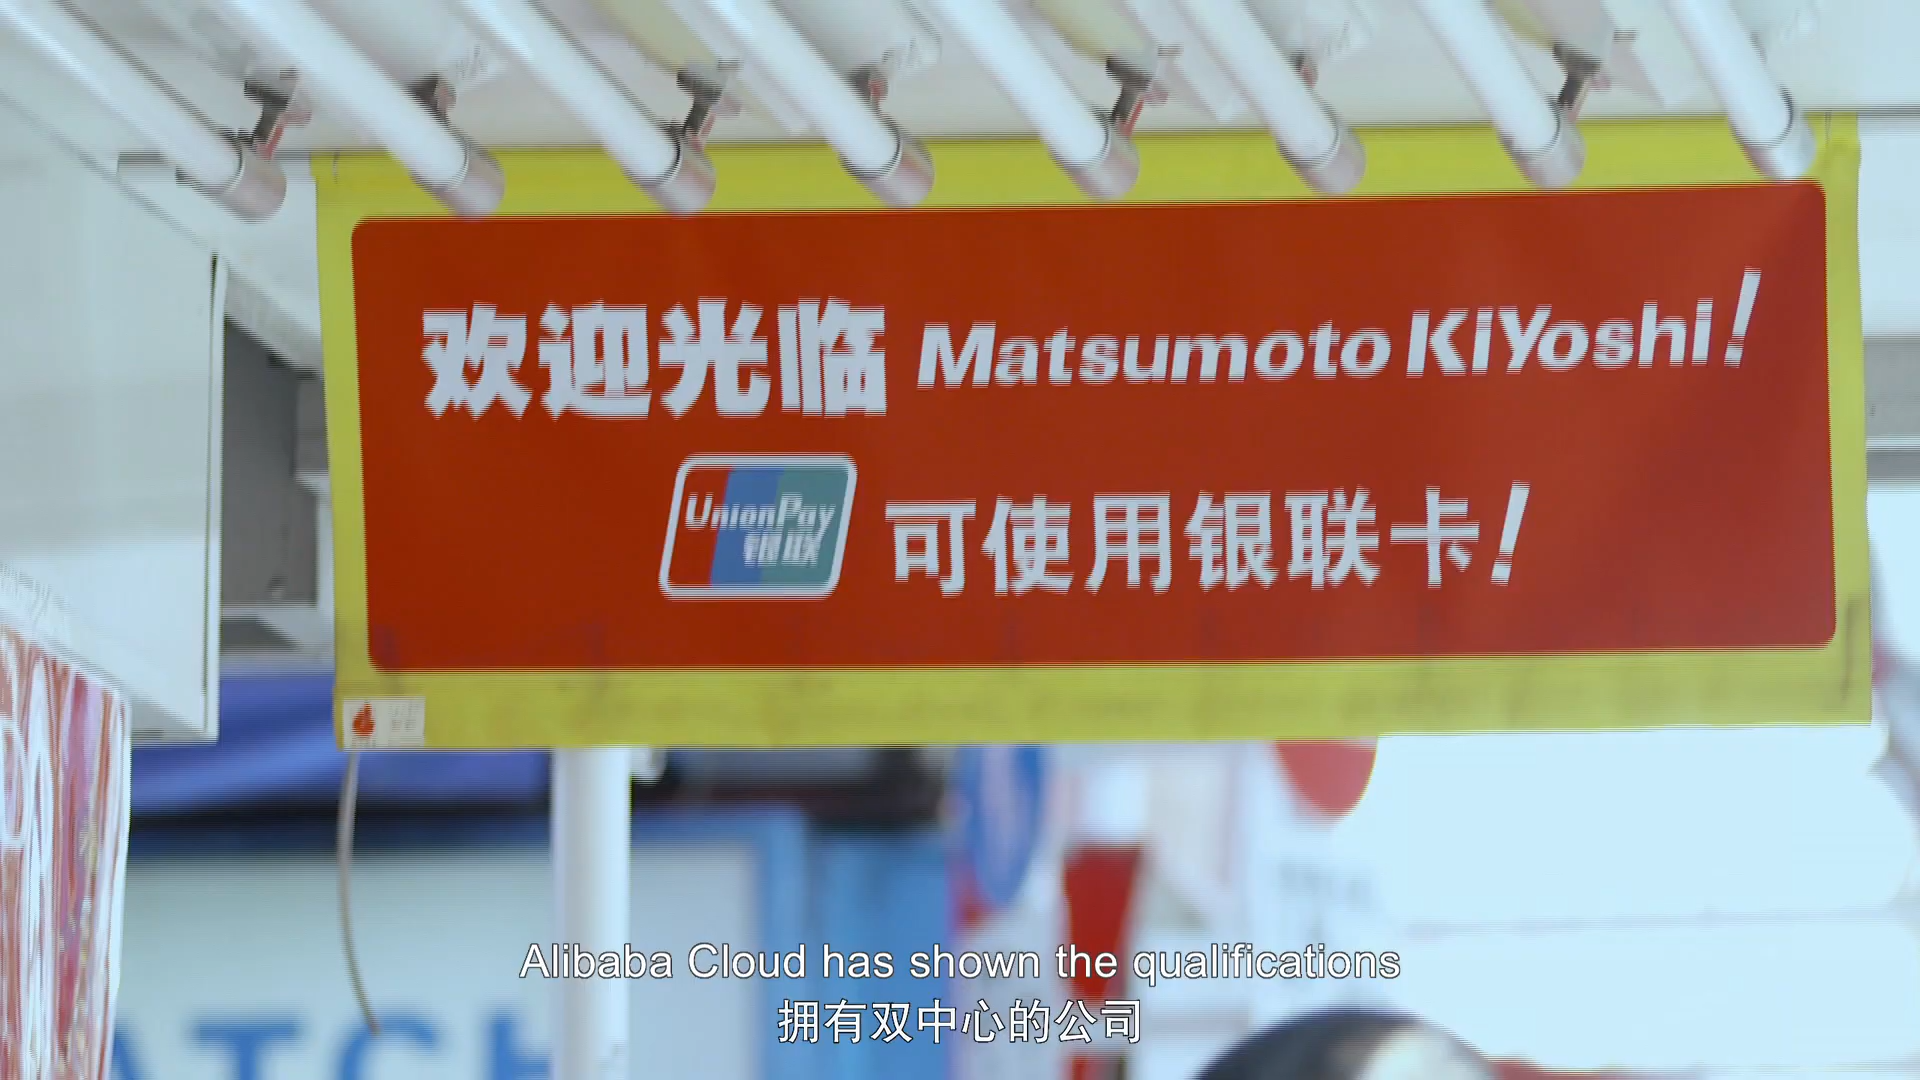 欢迎光临 Matsumoto KiYoshi!
UnionPay
银联
可使用银联卡!
ATCH
Alibaba Cloud has shown the qualifications
拥有双中心的公司